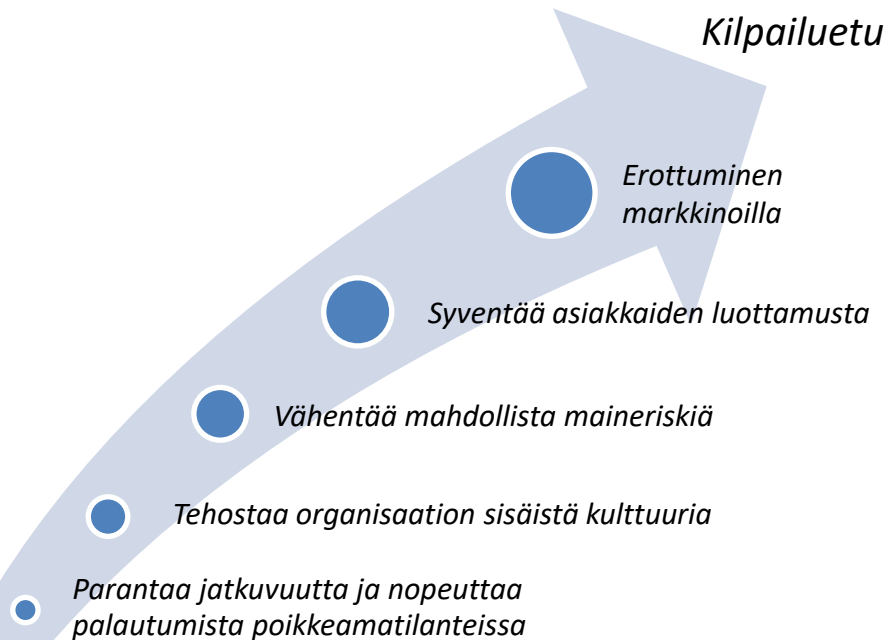 Kilpailuetu
Erottuminen
markkinoilla
Syventää asiakkaiden luottamusta
Vähentää mahdollista maineriskiä
Tehostaa organisaation sisäistä kulttuuria
Parantaa jatkuvuutta ja nopeuttaa
palautumista poikkeamatilanteissa